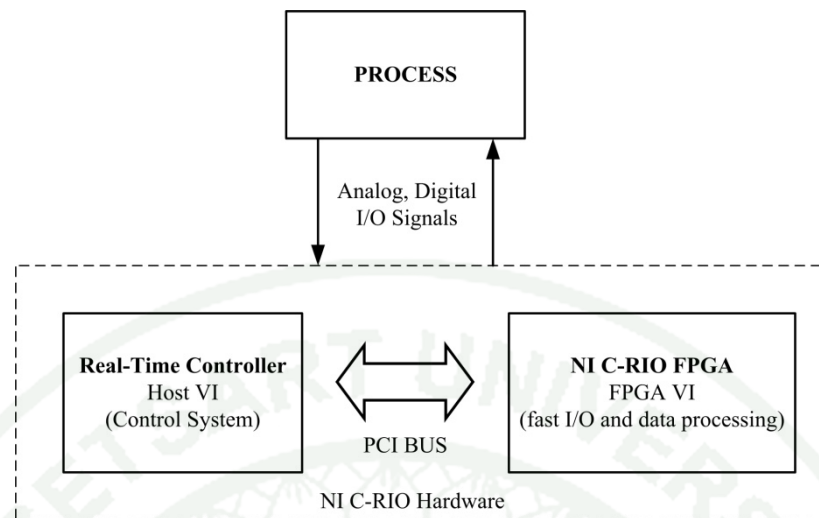 PROCESS
Analog, Digital
I/O Signals
Real-Time Controller
Host VI
(Control System)
PCI BUS
NI C-RIO FPGA
FPGA VI
(fast I/O and data processing)
NI C-RIO Hardware